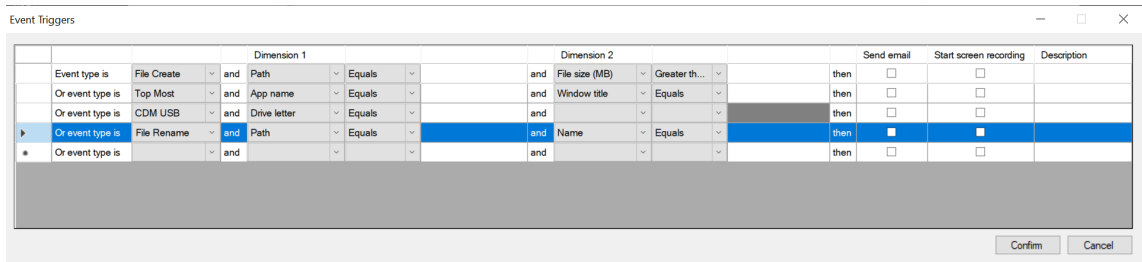 Event Triggers
Dimension 1 Dimension 2 Send email Start screen recording Description
Event type is File Create and Path Equals and File size (MB) Greater th... then
Or event type is Top Most and App name Equals and Window title Equals then
Or event type is CDM USB and Drive letter Equals and then
Or event type is File Rename and Path Equals and Name Equals then
Or event type is and and then
Confirm Cancel